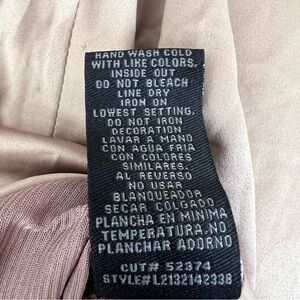 HAND WASH COLD
WITH LIKE COLORS.
INSIDE OUT
DO NOT BLEACH
LINE DRY
IRON ON
LOWEST SETTING.
DO NOT IRON
DECORATION
LAVAR A MANO
CON AGUA FRIA
CON COLORES
SIMILARES.
AL REVERSO
NO USAR
BLANQUEADOR
SECAR COLGADO
PLANCHA EN MINIMA
TEMPERATURA.NO
PLANCHAR ADORNO
CUT# 52374
STYLE#L2132142338